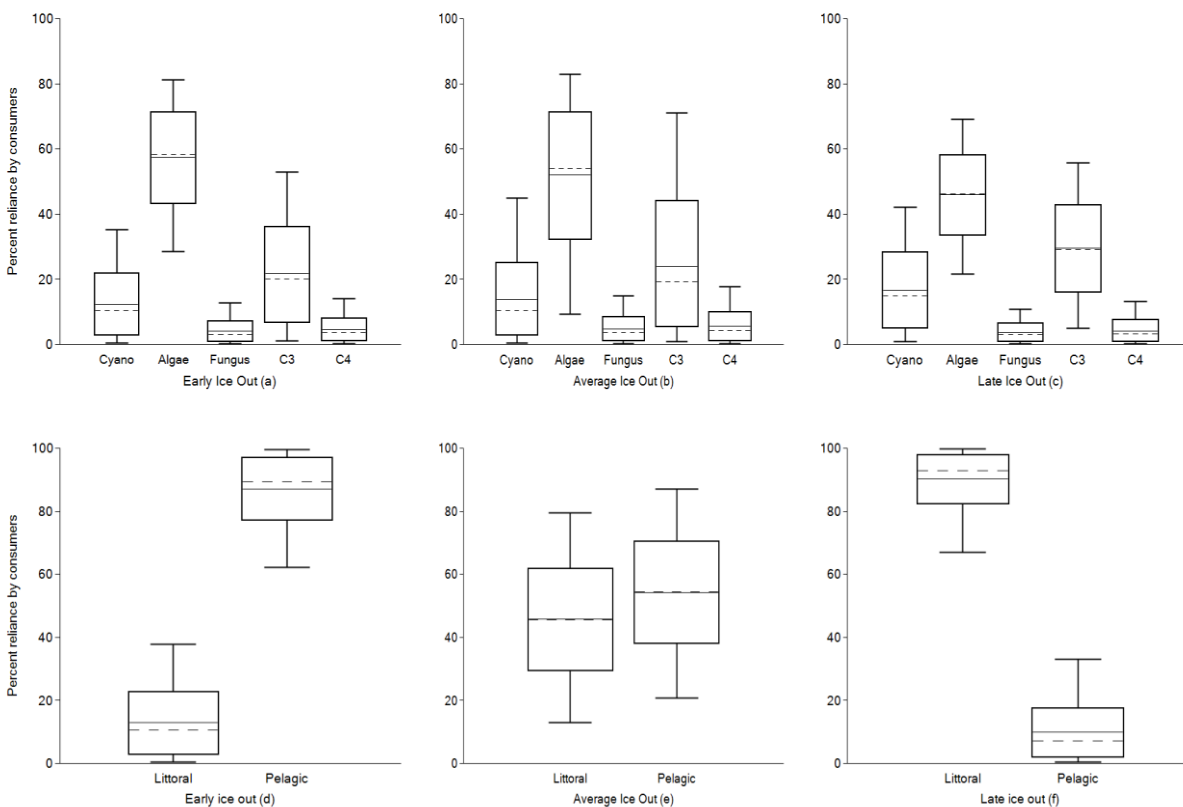 Percent reliance by consumers
100
80
60
40
20
0
Cyano Algae Fungus C3 C4
Early Ice Out (a)
100
80
60
40
20
0
Cyano Algae Fungus C3 C4
Average Ice Out (b)
100
80
60
40
20
0
Cyano Algae Fungus C3 C4
Late Ice Out (c)
Percent reliance by consumers
100
80
60
40
20
0
Littoral Pelagic
Early ice out (d)
100
80
60
40
20
0
Littoral Pelagic
Average Ice Out (e)
100
80
60
40
20
0
Littoral Pelagic
Late ice out (f)